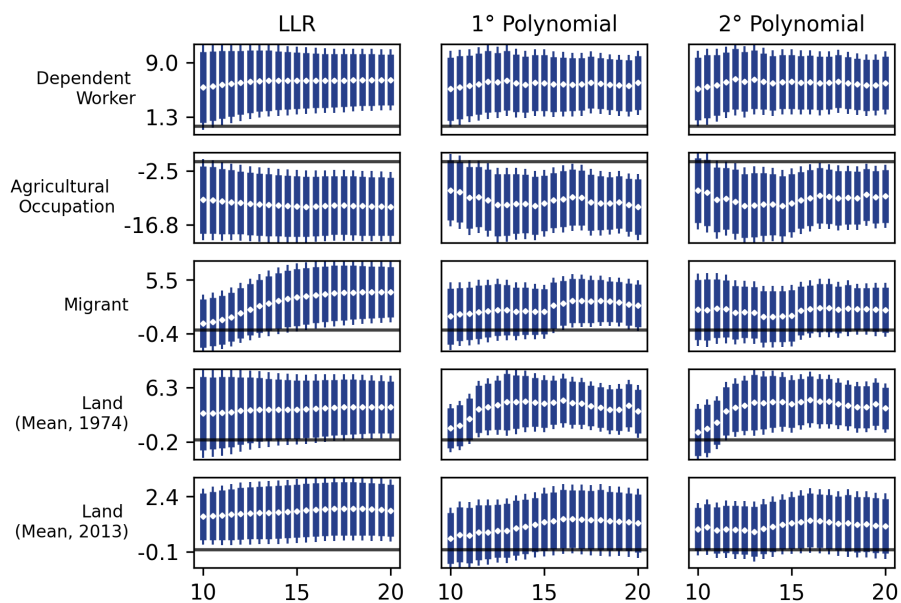 LLR 1° Polynomial 2° Polynomial
Dependent
Worker
9.0
1.3
Agricultural
Occupation
-2.5
-16.8
Migrant
5.5
-0.4
Land
(Mean, 1974)
6.3
-0.2
Land
(Mean, 2013)
2.4
-0.1
10 15 20 10 15 20 10 15 20